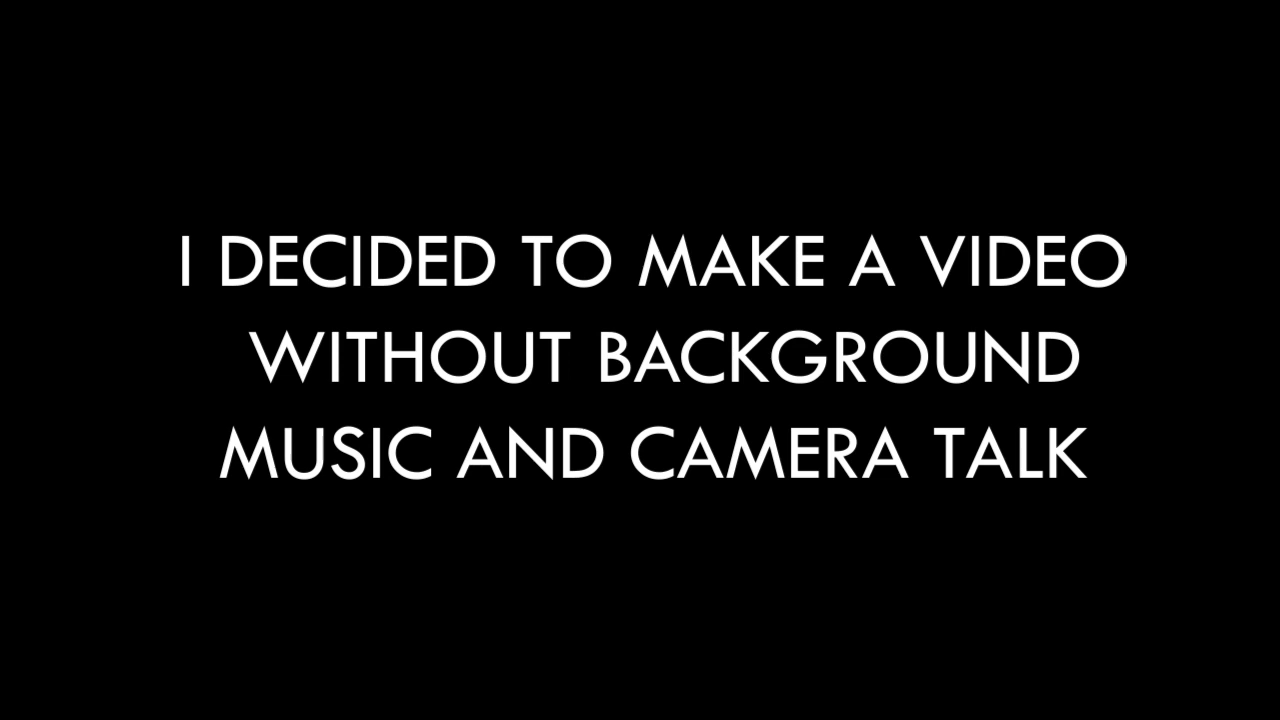 I DECIDED TO MAKE A VIDEO
WITHOUT BACKGROUND
MUSIC AND CAMERA TALK